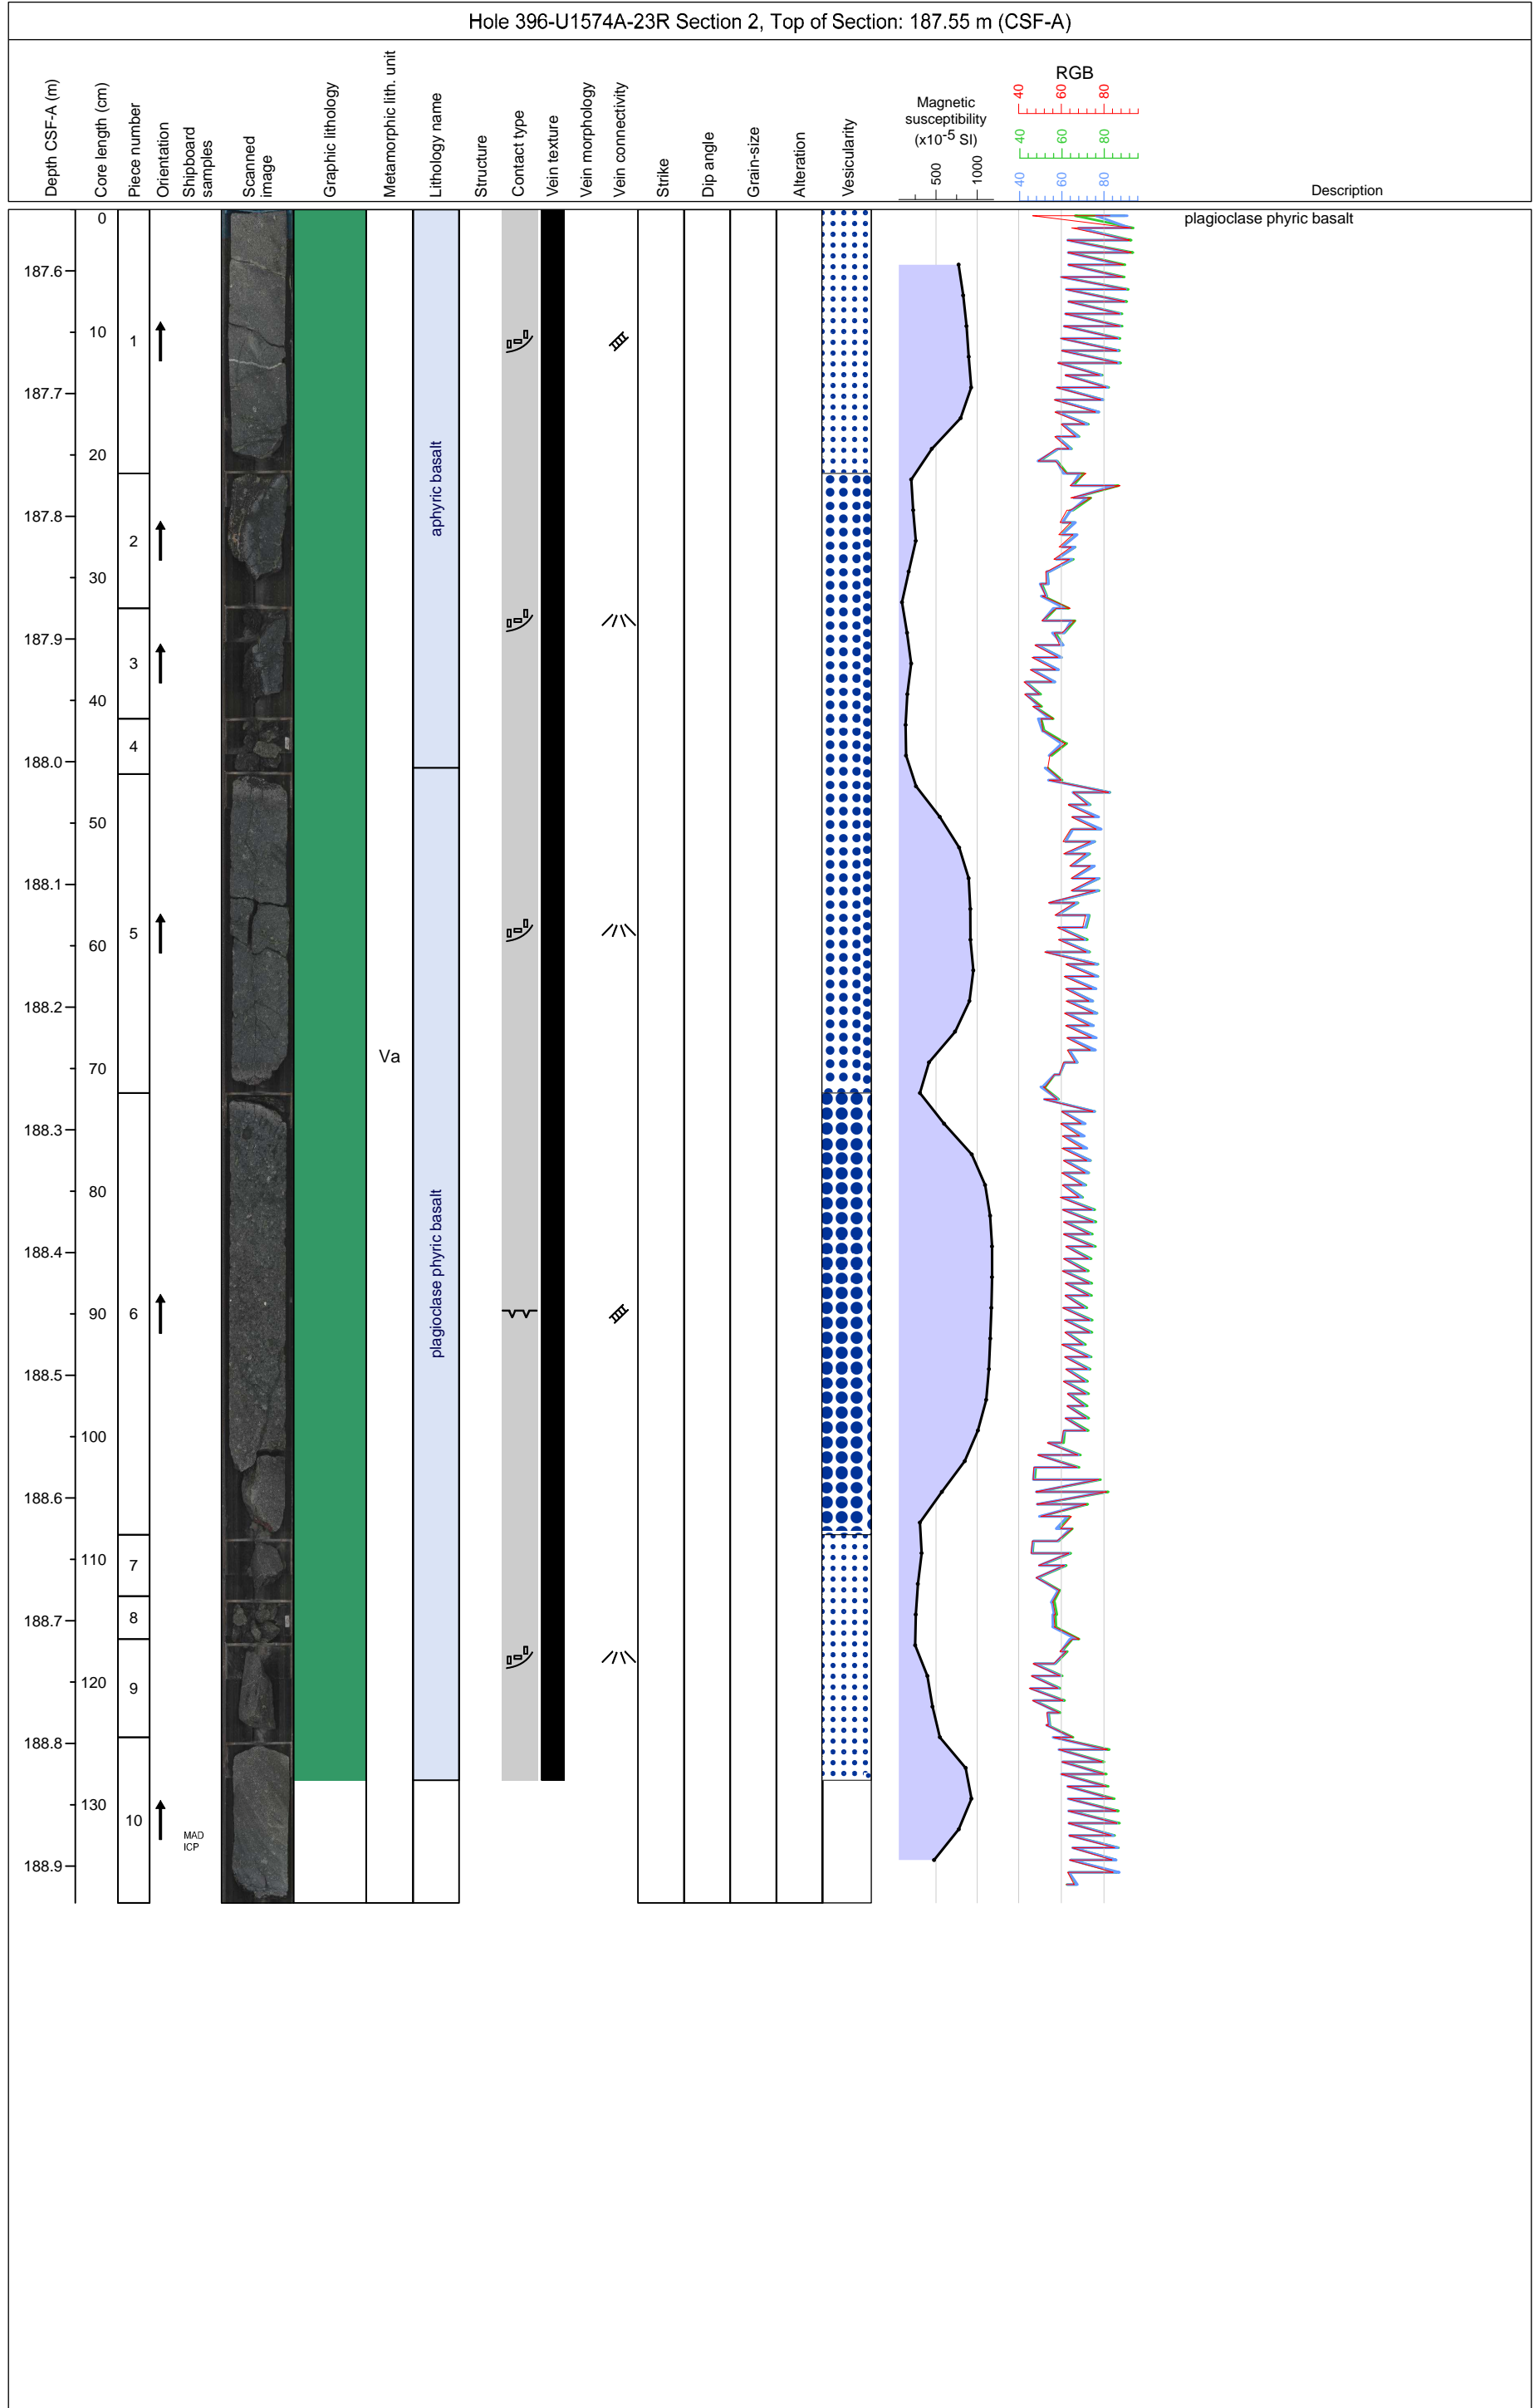 Hole 396-U1574A-23R Section 2, Top of Section: 187.55 m (CSF-A)
Depth CSF-A (m)
Core length (cm)
Piece number
Orientation
Shipboard
samples
Scanned
image
Graphic lithology
Metamorphic lith. unit
Lithology name
Structure
Contact type
Vein texture
Vein morphology
Vein connectivity
Strike
Dip angle
Grain-size
Alteration
Vesicularity
Magnetic
susceptibility
(x10-5 SI)
500 1000
RGB
40 60 80
40 60 80
40 60 80
Description
plagioclase phyric basalt
0
187.6
10
1
187.7
20
aphyric basalt
187.8
2
30
187.9
3
40
4
188.0
50
188.1
5
60
188.2
Va
70
188.3
80
plagioclase phyric basalt
188.4
90
6
188.5
100
188.6
110
7
188.7
8
120
9
188.8
130
10
MAD
ICP
188.9